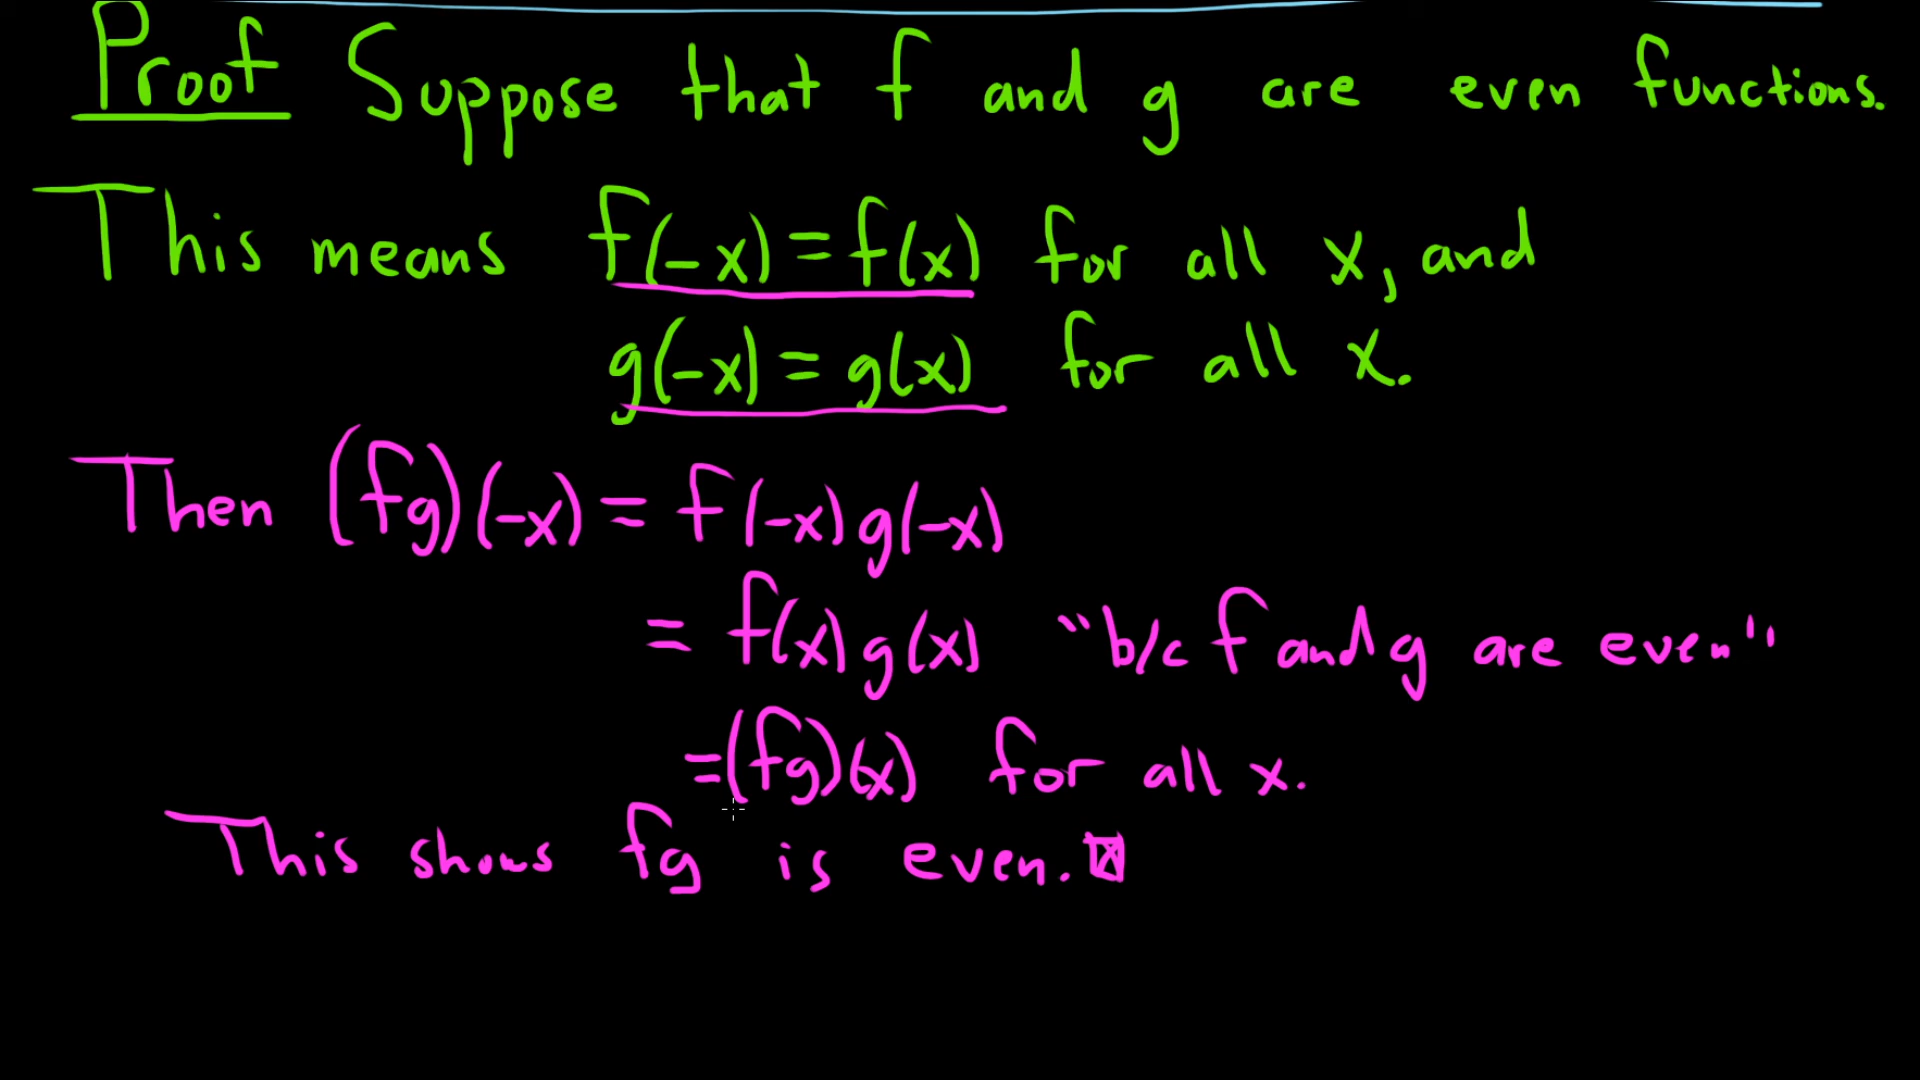 Proof Suppose that f and g are even functions.
This means f(-x) = f(x) for all x, and
g(-x) = g(x) for all x.
Then (fg)(-x) = f(-x)g(-x)
= f(x)g(x) "b/c f and g are even"
= (fg)(x) for all x.
This shows fg is even.